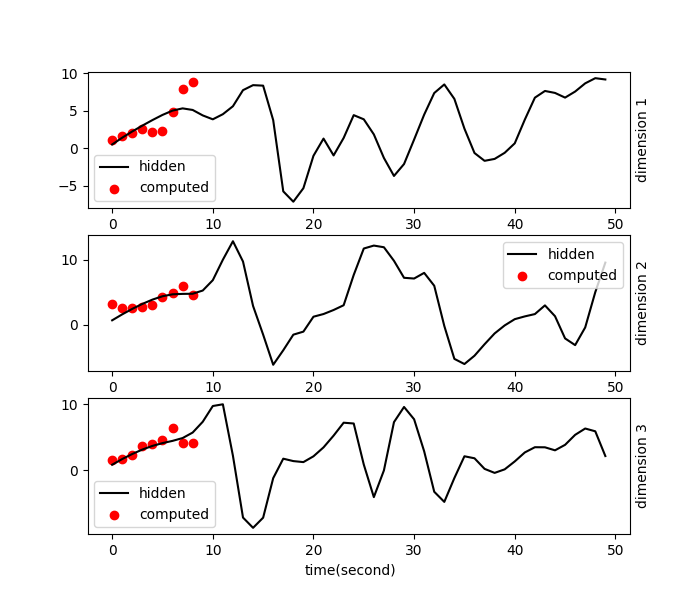 10
5
0
−5
hidden
computed
0 10 20 30 40 50
dimension 1
10
0
hidden
computed
0 10 20 30 40 50
dimension 2
10
0
hidden
computed
0 10 20 30 40 50
dimension 3
time(second)